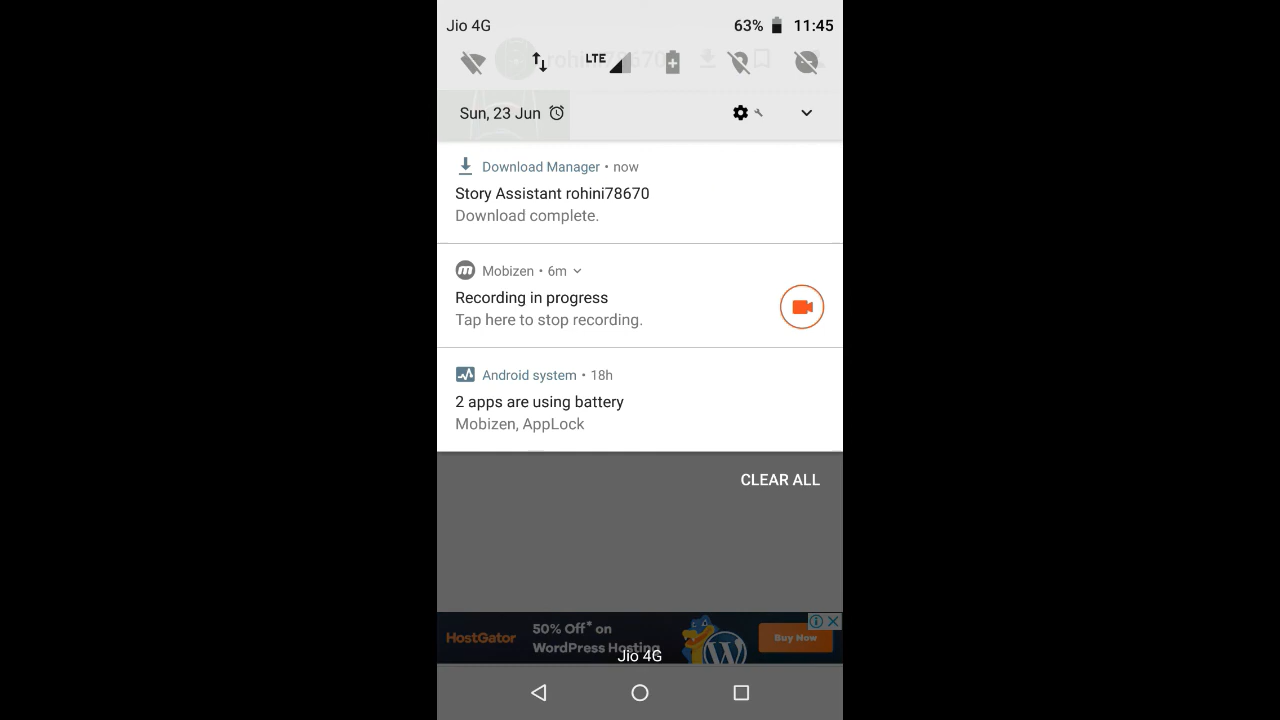 Jio 4G 63% 11:45
rohini78670
LTE
Sun, 23 Jun
Download Manager • now
Story Assistant rohini78670
Download complete.
Mobizen • 6m
Recording in progress
Tap here to stop recording.
Android system • 18h
2 apps are using battery
Mobizen, AppLock
CLEAR ALL
HostGator
50% Off* on
WordPress Hosting
Buy Now
Jio 4G